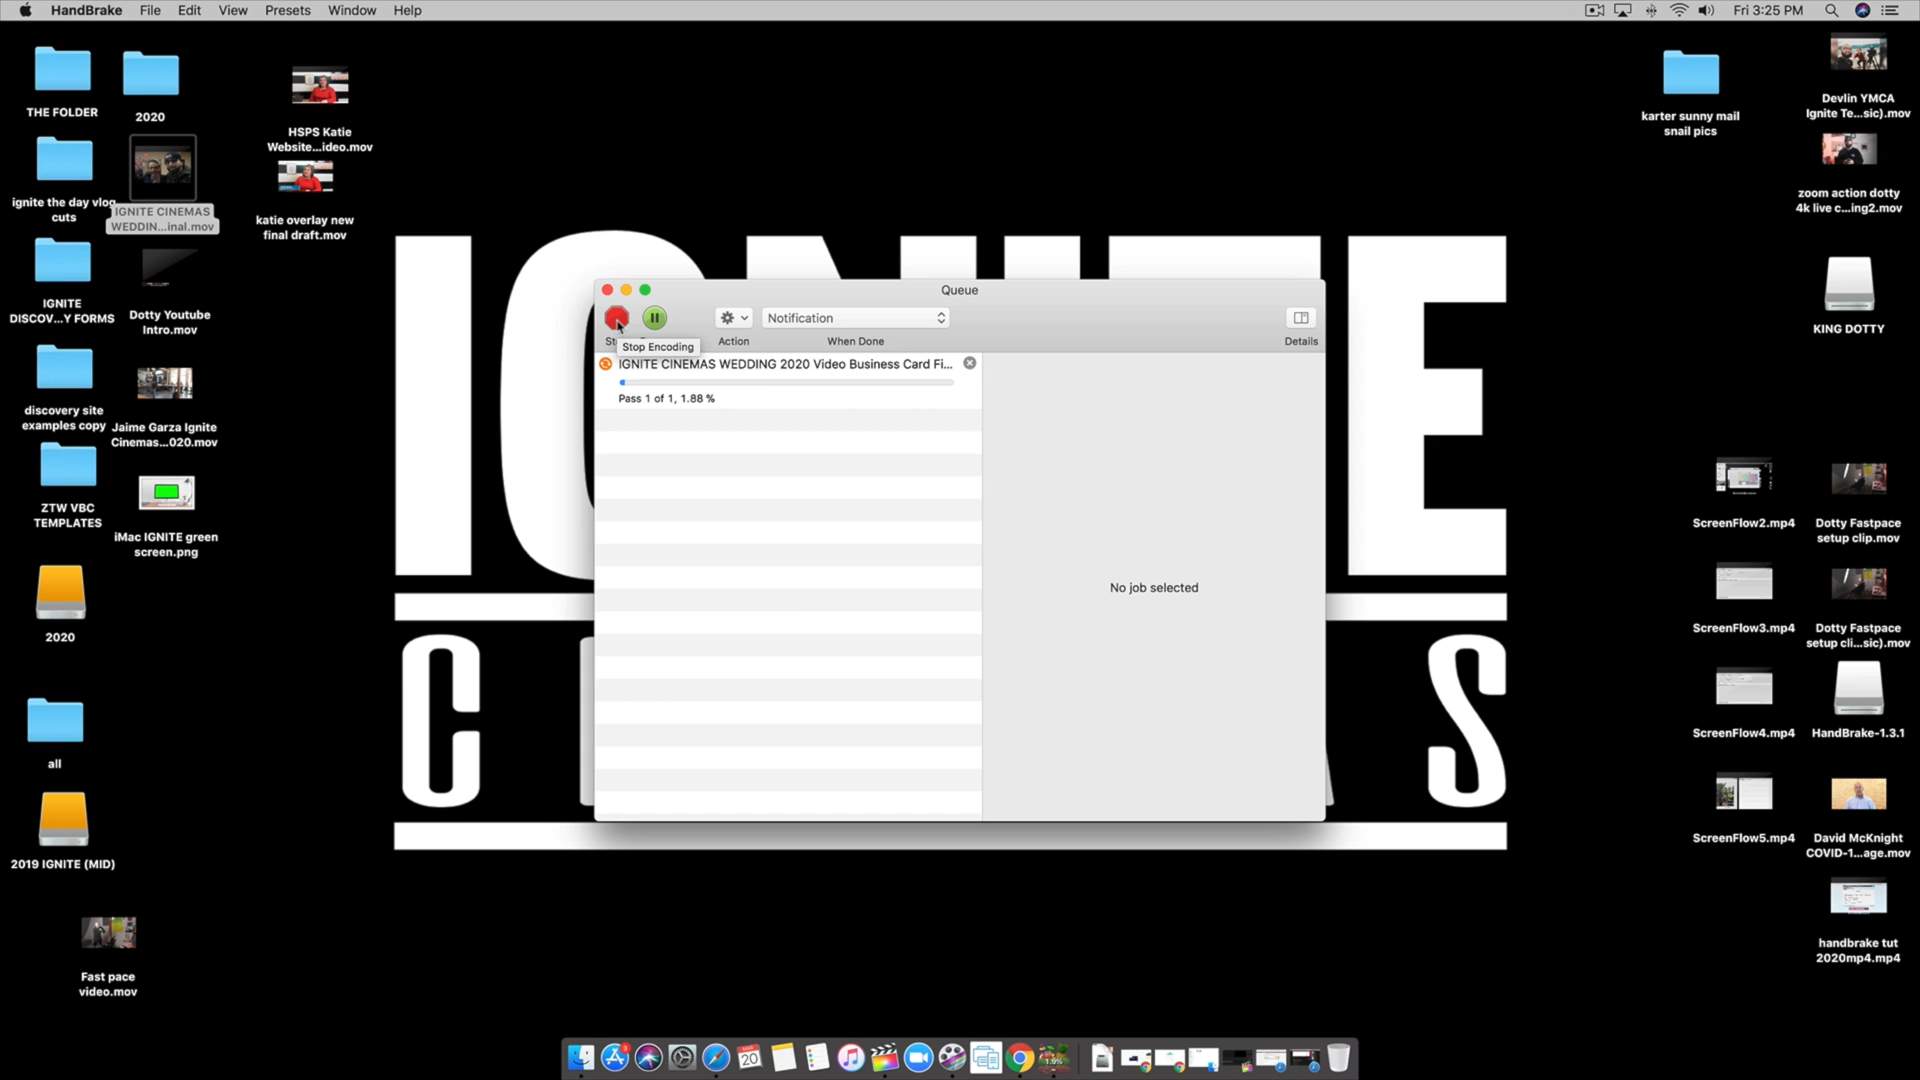 HandBrake File Edit View Presets Window Help
Fri 3:25 PM
THE FOLDER
2020
HSPS Katie
Website...ideo.mov
ignite the day vlog
cuts
IGNITE CINEMAS
WEDDIN...inal.mov
katie overlay new
final draft.mov
IGNITE
DISCOV...Y FORMS
Dotty Youtube
Intro.mov
discovery site
examples copy
Jaime Garza Ignite
Cinemas...020.mov
ZTW VBC
TEMPLATES
iMac IGNITE green
screen.png
2020
all
2019 IGNITE (MID)
Fast pace
video.mov
Queue
Notification
Stop Encoding
Action
When Done
Details
IGNITE CINEMAS WEDDING 2020 Video Business Card Fi...
Pass 1 of 1, 1.88 %
No job selected
karter sunny mail
snail pics
Devlin YMCA
Ignite Te...sic).mov
zoom action dotty
4k live c...ing2.mov
KING DOTTY
ScreenFlow2.mp4
Dotty Fastpace
setup clip.mov
ScreenFlow3.mp4
Dotty Fastpace
setup cli...sic).mov
ScreenFlow4.mp4
HandBrake-1.3.1
ScreenFlow5.mp4
David McKnight
COVID-1...age.mov
handbrake tut
2020mp4.mp4
20
1.9%